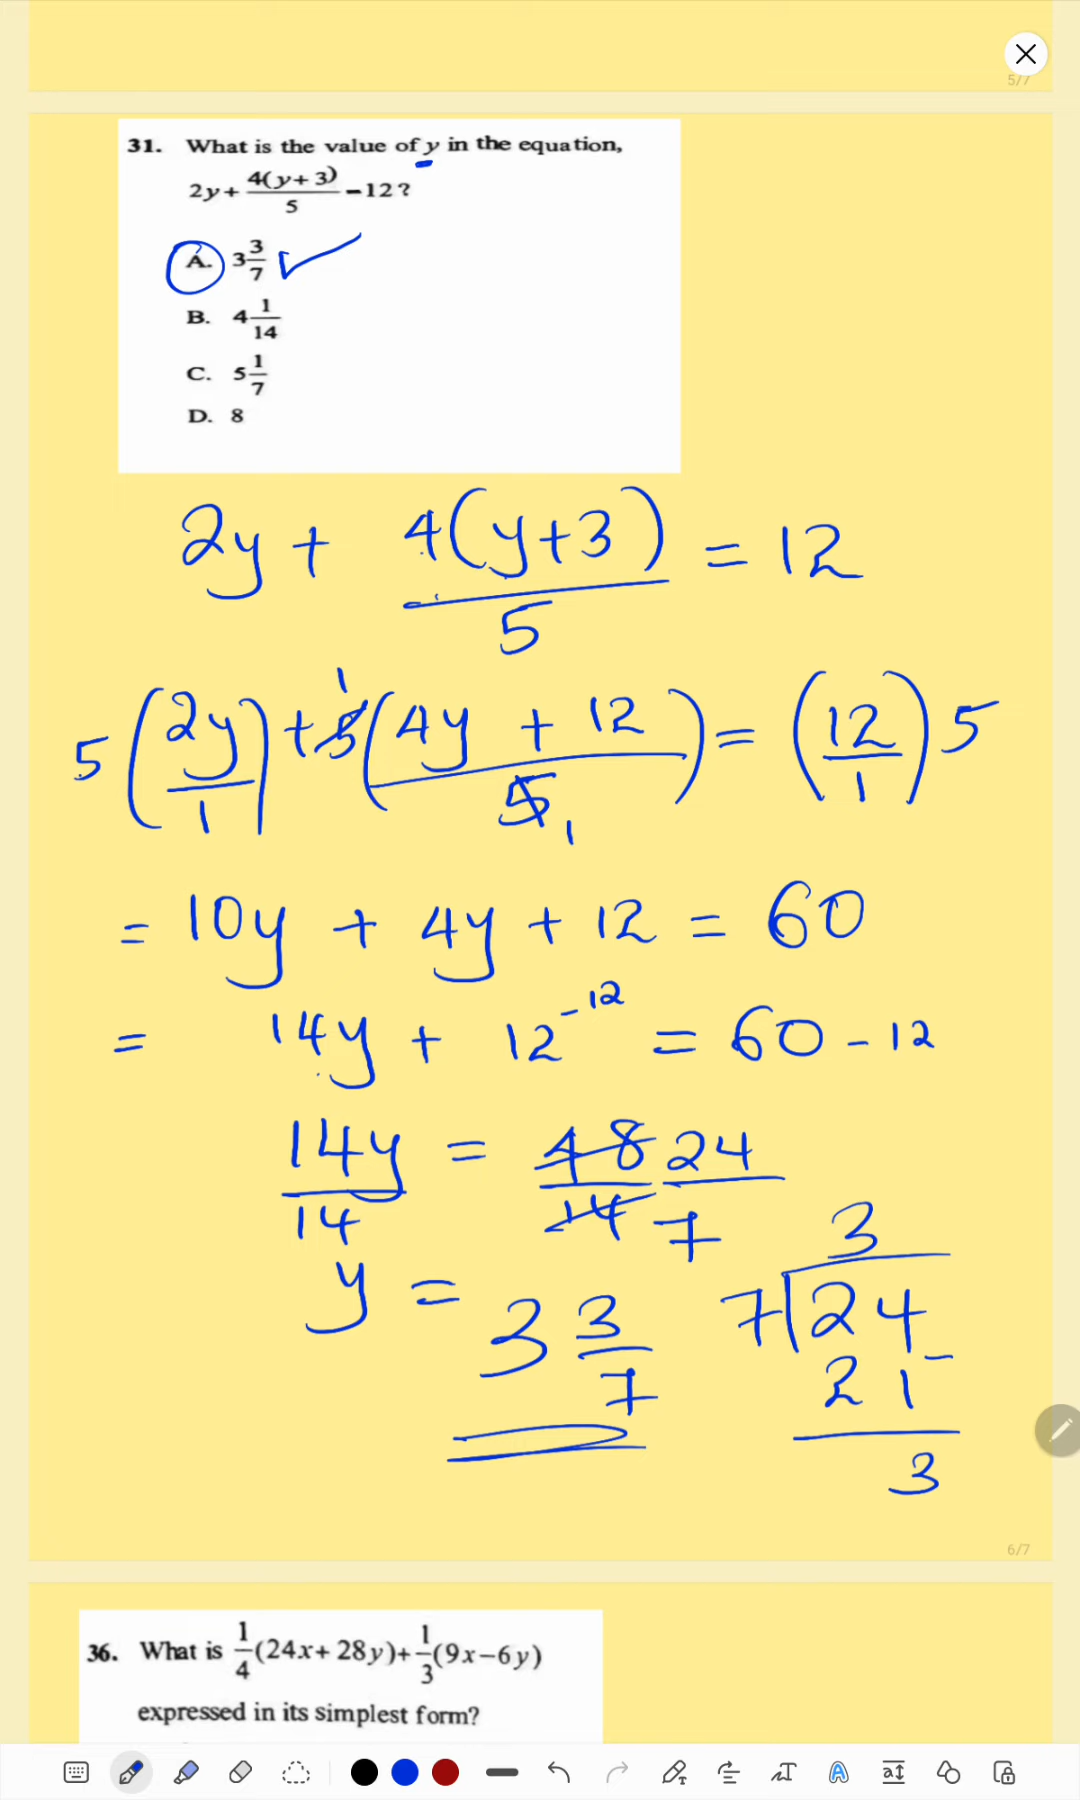 5/7
31. What is the value of y in the equation,
2y + 4(y+3)/5 - 12?
A. 3 3/7 ✓
B. 4 1/14
C. 5 1/7
D. 8
2y + 4(y+3)/5 = 12
5(2y/1) + 5(4y + 12/5) = (12/1)5
1 1
= 10y + 4y + 12 = 60
= 14y + 12 - 12 = 60 - 12
14y/14 = 48/14 24/7
y = 3 3/7
3
7 24
21 -
3
6/7
36. What is 1/4(24x+ 28y)+1/3(9x-6y)
expressed in its simplest form?